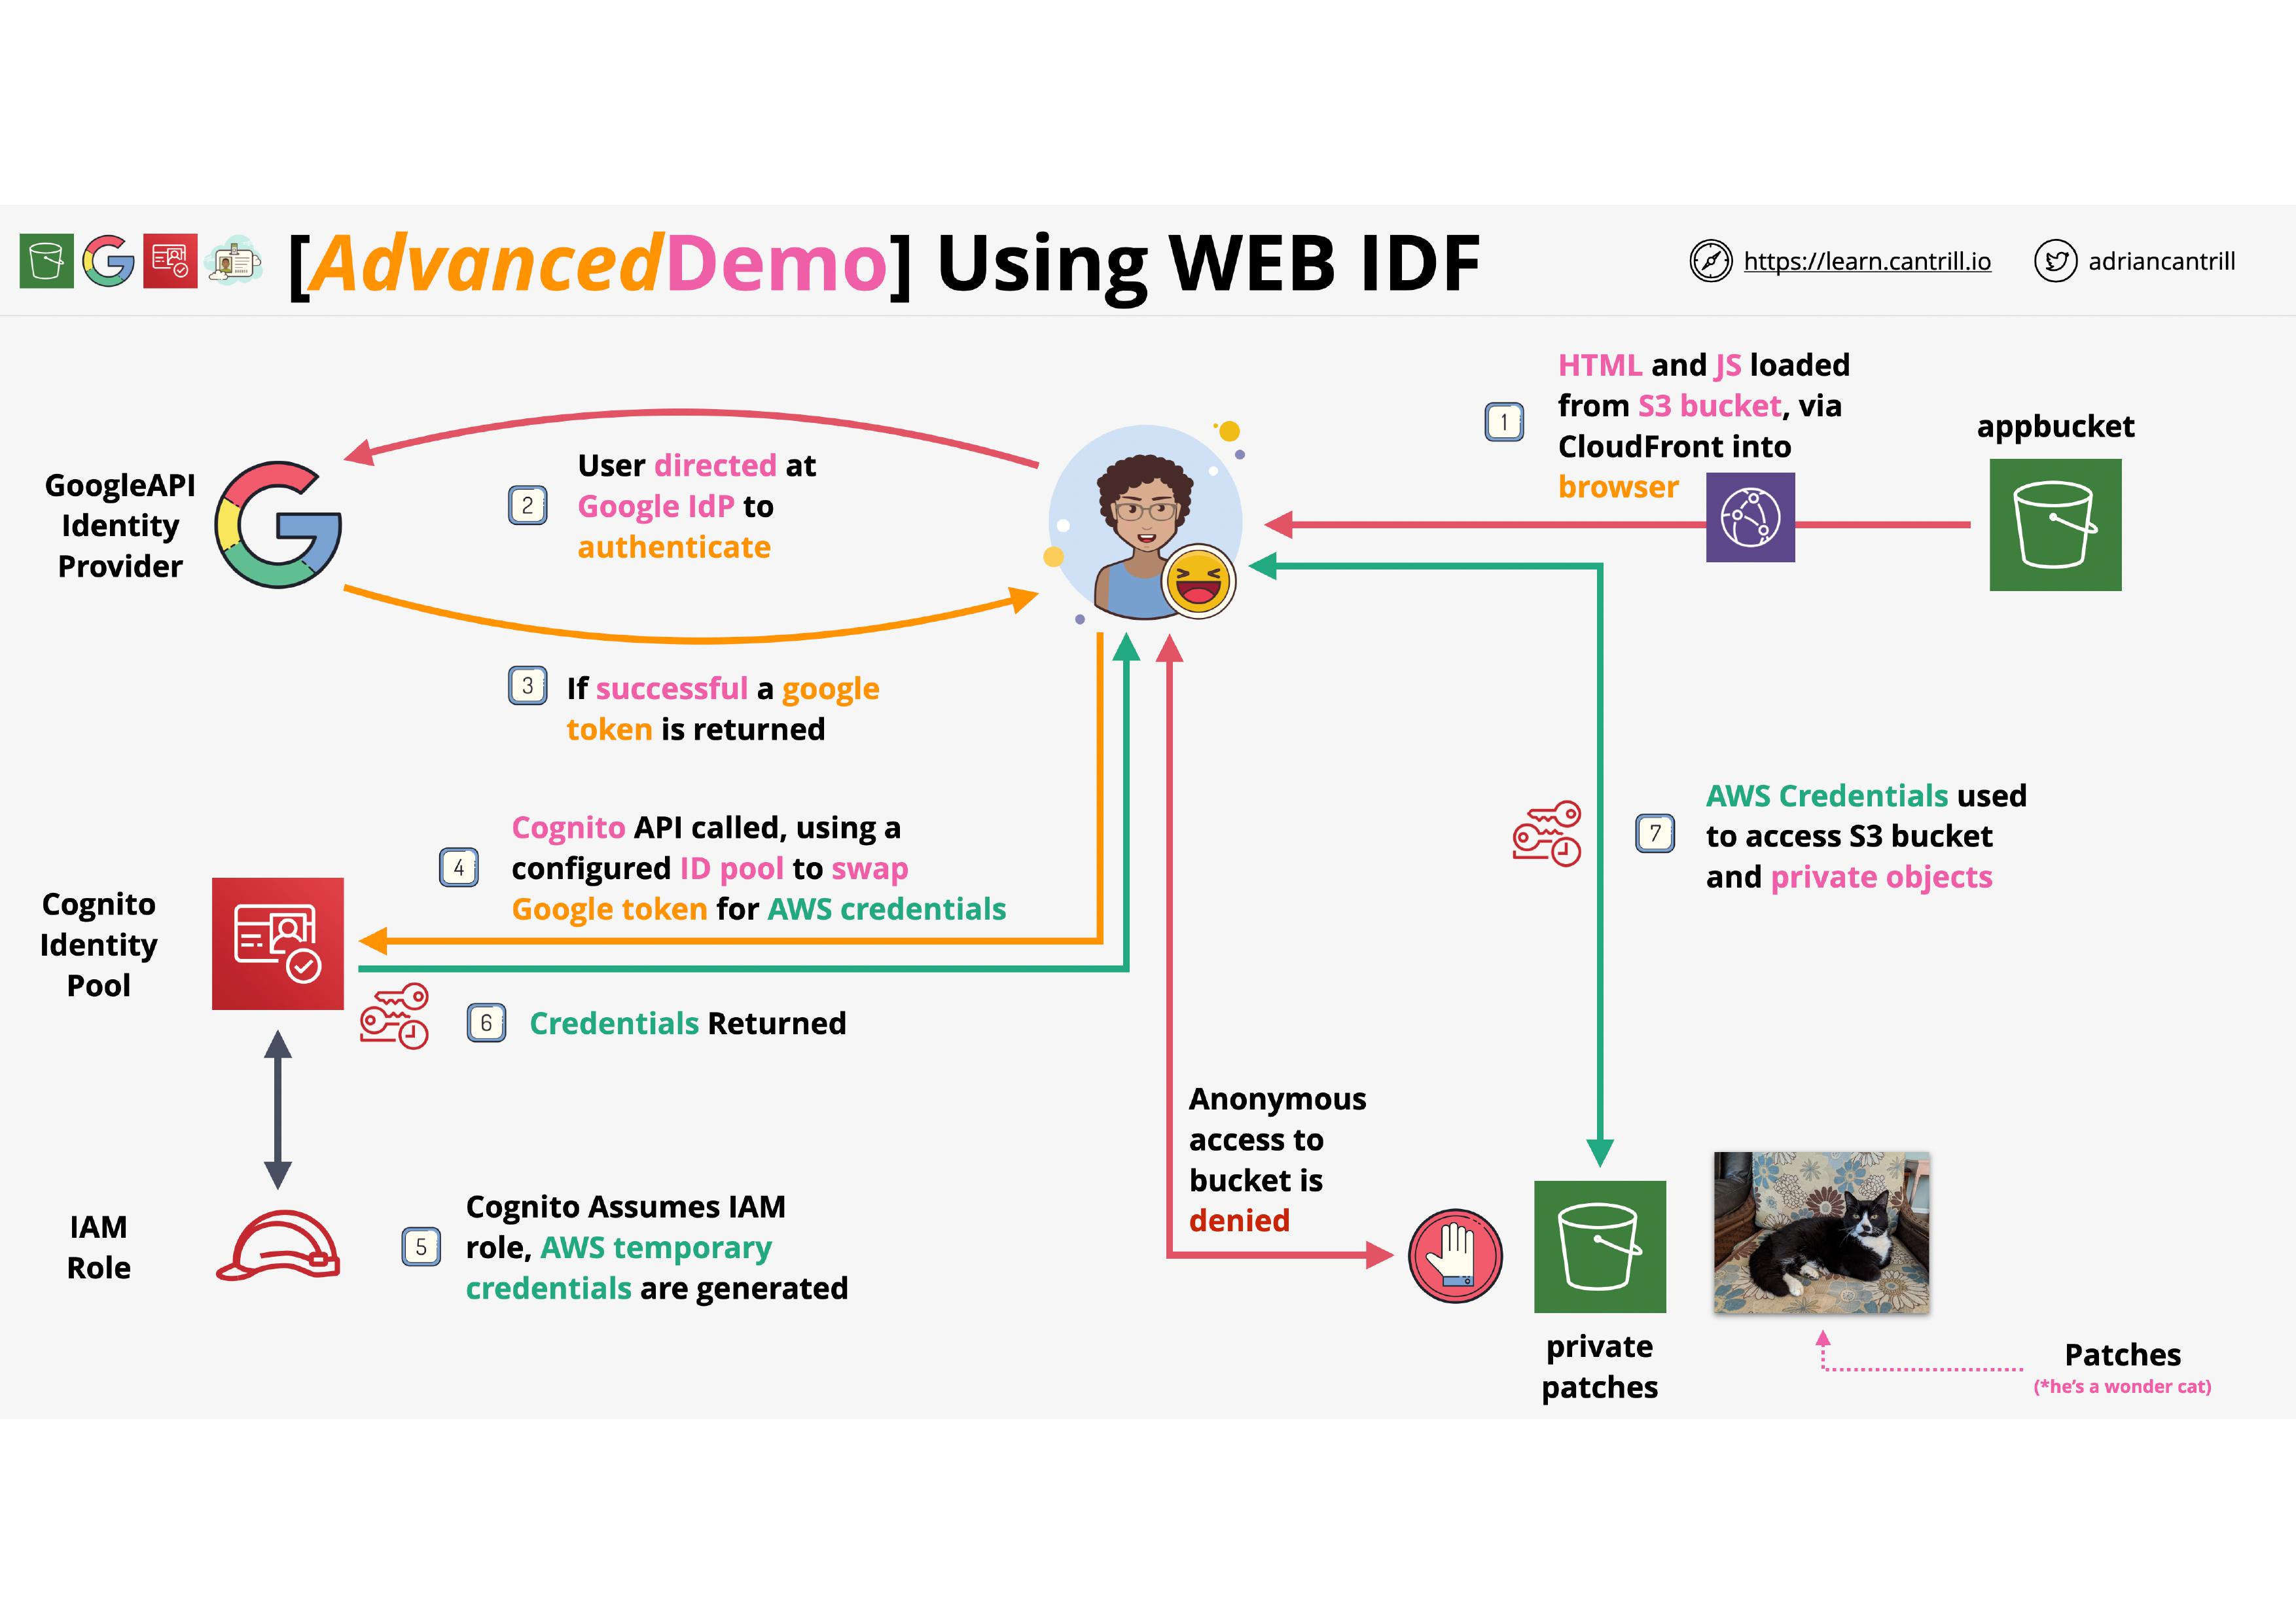 [AdvancedDemo] Using WEB IDF
https://learn.cantrill.io
adriancantrill
1
HTML and JS loaded
from S3 bucket, via
CloudFront into
browser
appbucket
GoogleAPI
Identity
Provider
2
User directed at
Google IdP to
authenticate
3
If successful a google
token is returned
4
Cognito API called, using a
configured ID pool to swap
Google token for AWS credentials
Cognito
Identity
Pool
6
Credentials Returned
7
AWS Credentials used
to access S3 bucket
and private objects
IAM
Role
5
Cognito Assumes IAM
role, AWS temporary
credentials are generated
Anonymous
access to
bucket is
denied
private
patches
Patches
(*he's a wonder cat)